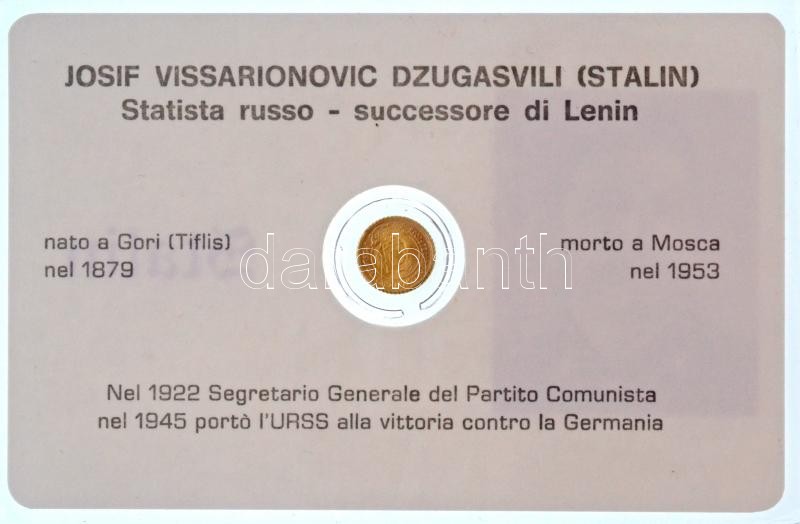 JOSIF VISSARIONOVIC DZUGASVILI (STALIN)
Statista russo - successore di Lenin
nato a Gori (Tiflis)
nel 1879
morto a Mosca
nel 1953
darabanth
Nel 1922 Segretario Generale del Partito Comunista
nel 1945 portò l'URSS alla vittoria contro la Germania